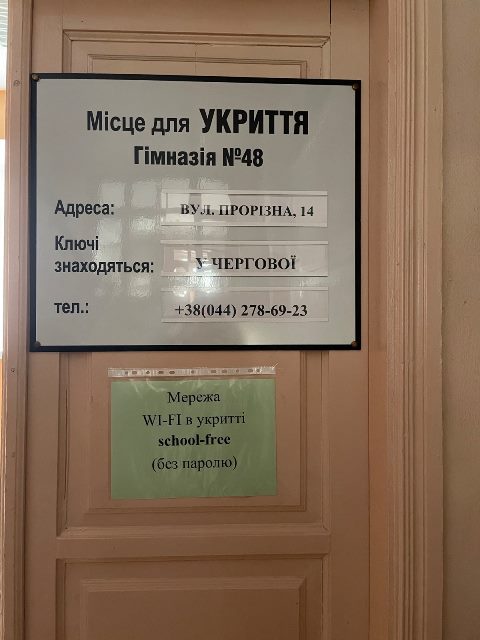 Місце для УКРИТТЯ
Гімназія №48
Адреса: ВУЛ. ПРОРІЗНА, 14
Ключі
знаходяться: У ЧЕРГОВОЇ
тел.: +38(044) 278-69-23
Мережа
WI-FI в укритті
school-free
(без паролю)